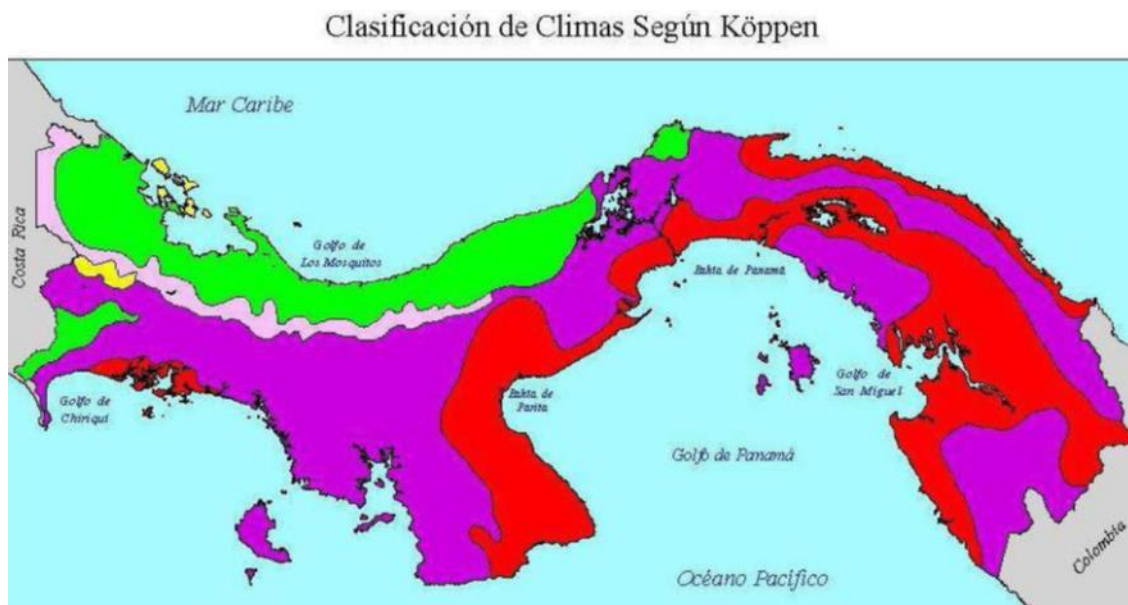 Clasificación de Climas Según Köppen
Mar Caribe
Costa Rica
Golfo de
Los Mosquitos
Bahía de Panamá
Golfo de
Chiriquí
Bahía de
Parita
Golfo de
San Miguel
Golfo de Panamá
Océano Pacífico
Colombia